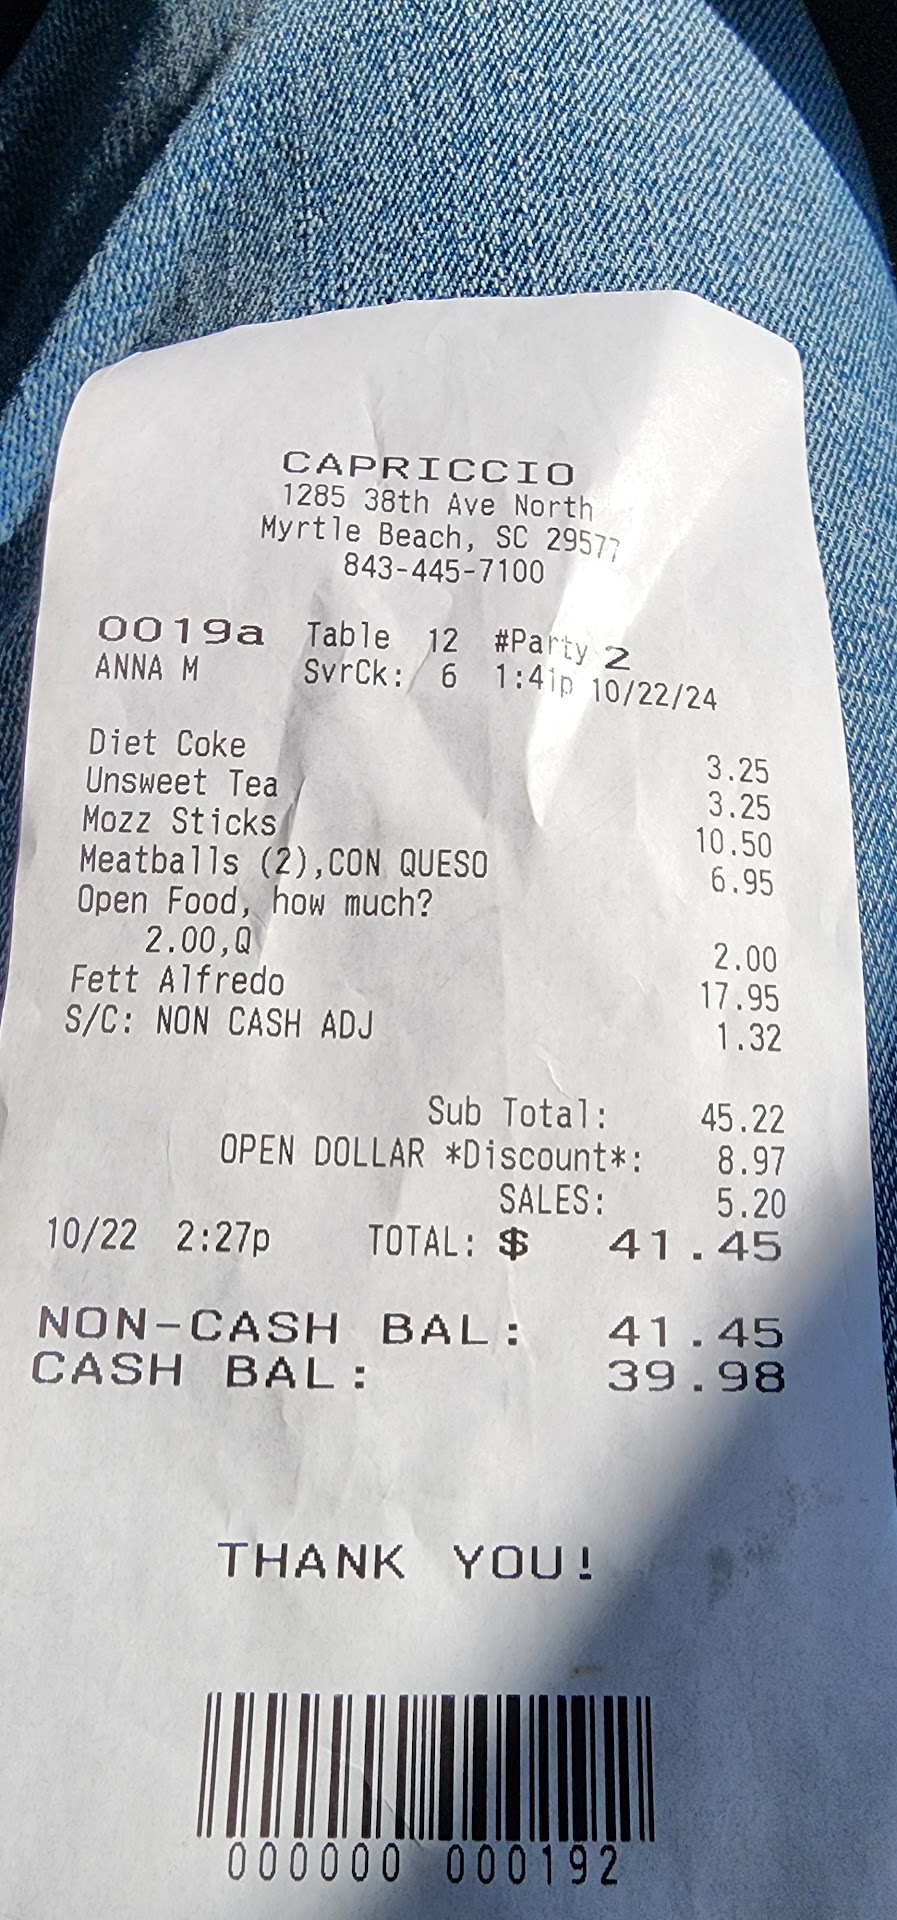 CAPRICCIO
1285 38th Ave North
Myrtle Beach, SC 29577
843-445-7100
0019a Table 12 #Party 2
ANNA M SvrCk: 6 1:41p 10/22/24
Diet Coke 3.25
Unsweet Tea 3.25
Mozz Sticks 10.50
Meatballs (2),CON QUESO 6.95
Open Food, how much?
2.00,Q 2.00
Fett Alfredo 17.95
S/C: NON CASH ADJ 1.32
Sub Total: 45.22
OPEN DOLLAR *Discount*: 8.97
SALES: 5.20
10/22 2:27p TOTAL: $ 41.45
NON-CASH BAL: 41.45
CASH BAL: 39.98
THANK YOU!
000000 000192